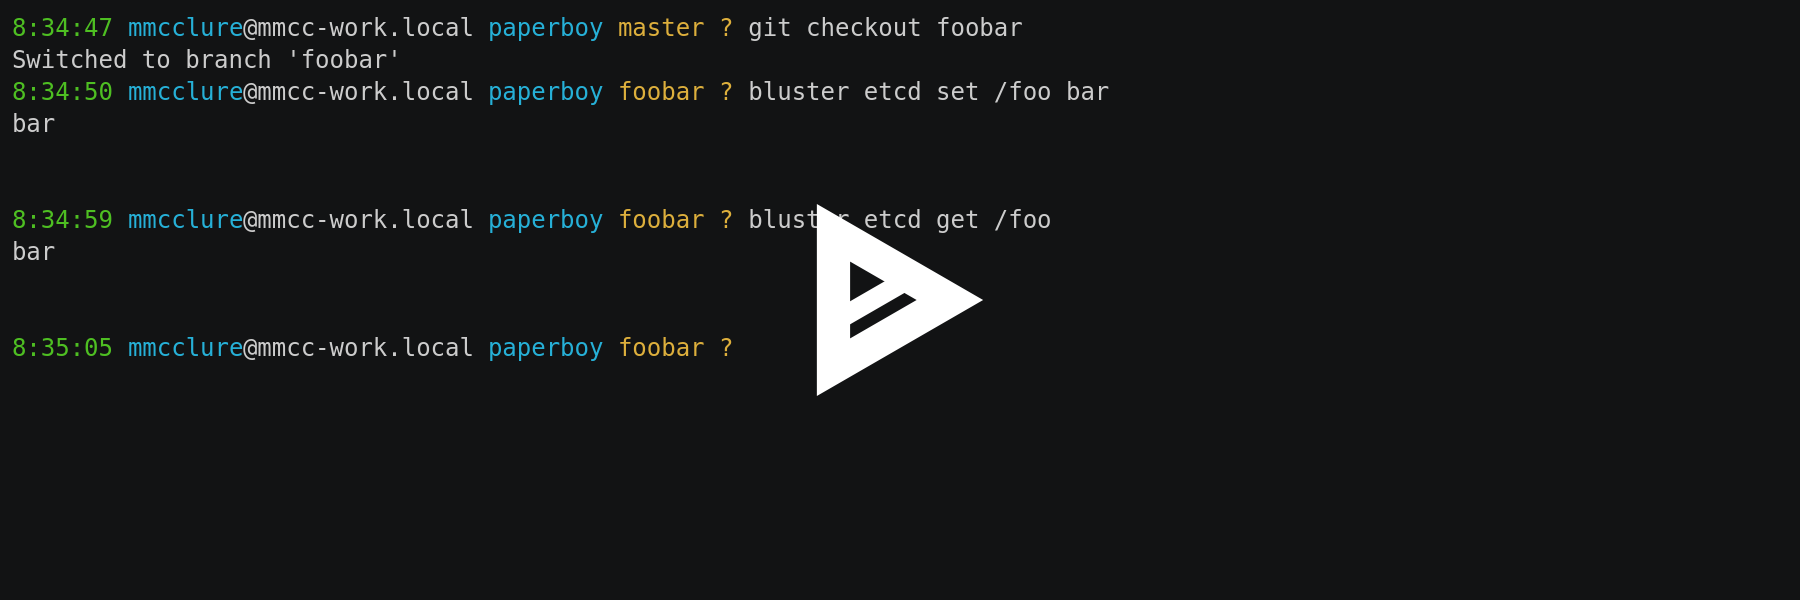 8:34:47 mmcclure@mmcc-work.local paperboy master ? git checkout foobar
Switched to branch 'foobar'
8:34:50 mmcclure@mmcc-work.local paperboy foobar ? bluster etcd set /foo bar
bar
8:34:59 mmcclure@mmcc-work.local paperboy foobar ? bluster etcd get /foo
bar
8:35:05 mmcclure@mmcc-work.local paperboy foobar ?